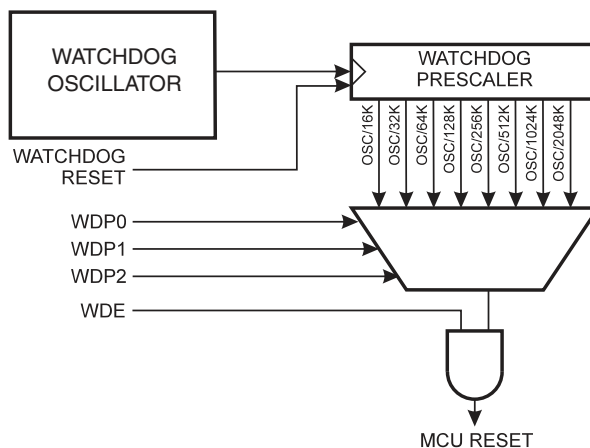 WATCHDOG
OSCILLATOR
WATCHDOG
PRESCALER
OSC/16K
OSC/32K
OSC/64K
OSC/128K
OSC/256K
OSC/512K
OSC/1024K
OSC/2048K
WATCHDOG
RESET
WDP0
WDP1
WDP2
WDE
MCU RESET